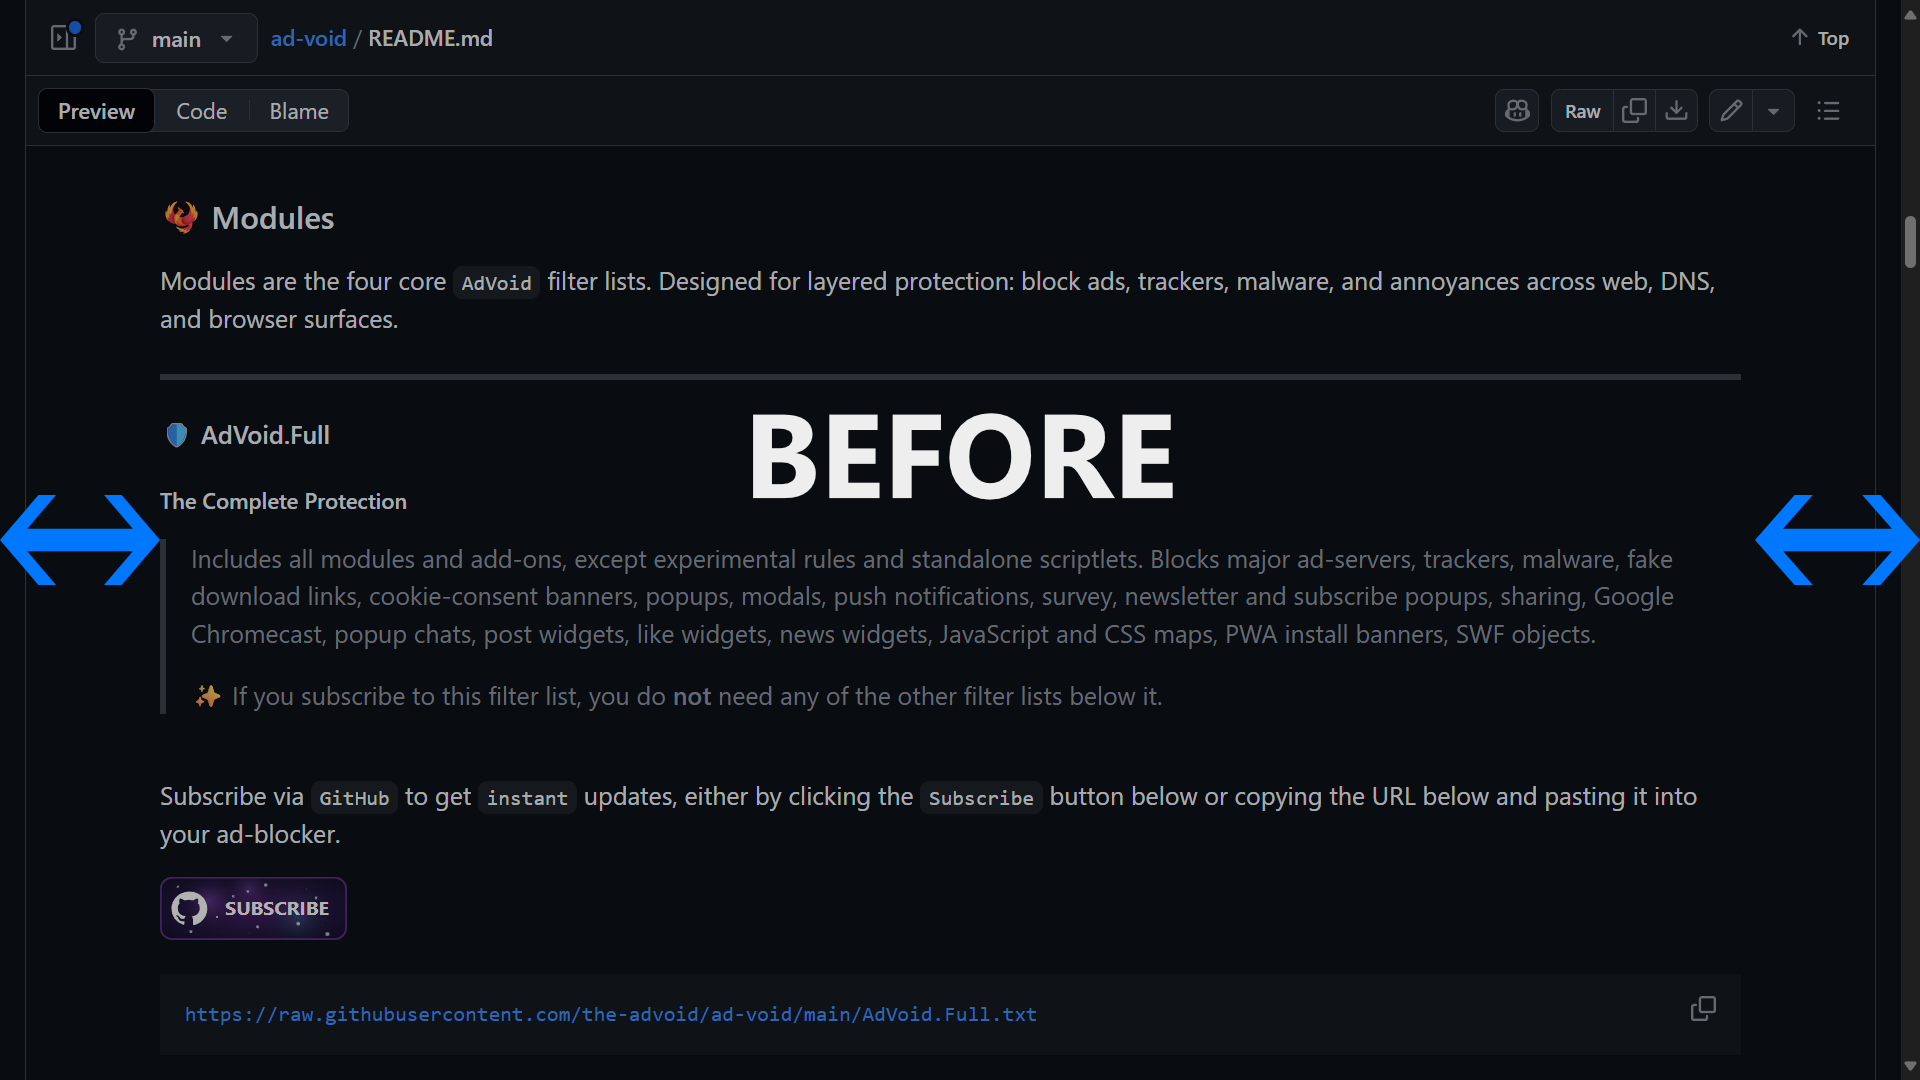 main
ad-void / README.md
Top
Preview
Code
Blame
Raw
Modules
Modules are the four core AdVoid filter lists. Designed for layered protection: block ads, trackers, malware, and annoyances across web, DNS,
and browser surfaces.
BEFORE
AdVoid.Full
The Complete Protection
Includes all modules and add-ons, except experimental rules and standalone scriptlets. Blocks major ad-servers, trackers, malware, fake
download links, cookie-consent banners, popups, modals, push notifications, survey, newsletter and subscribe popups, sharing, Google
Chromecast, popup chats, post widgets, like widgets, news widgets, JavaScript and CSS maps, PWA install banners, SWF objects.
If you subscribe to this filter list, you do not need any of the other filter lists below it.
Subscribe via GitHub to get instant updates, either by clicking the Subscribe button below or copying the URL below and pasting it into
your ad-blocker.
SUBSCRIBE
https://raw.githubusercontent.com/the-advoid/ad-void/main/AdVoid.Full.txt